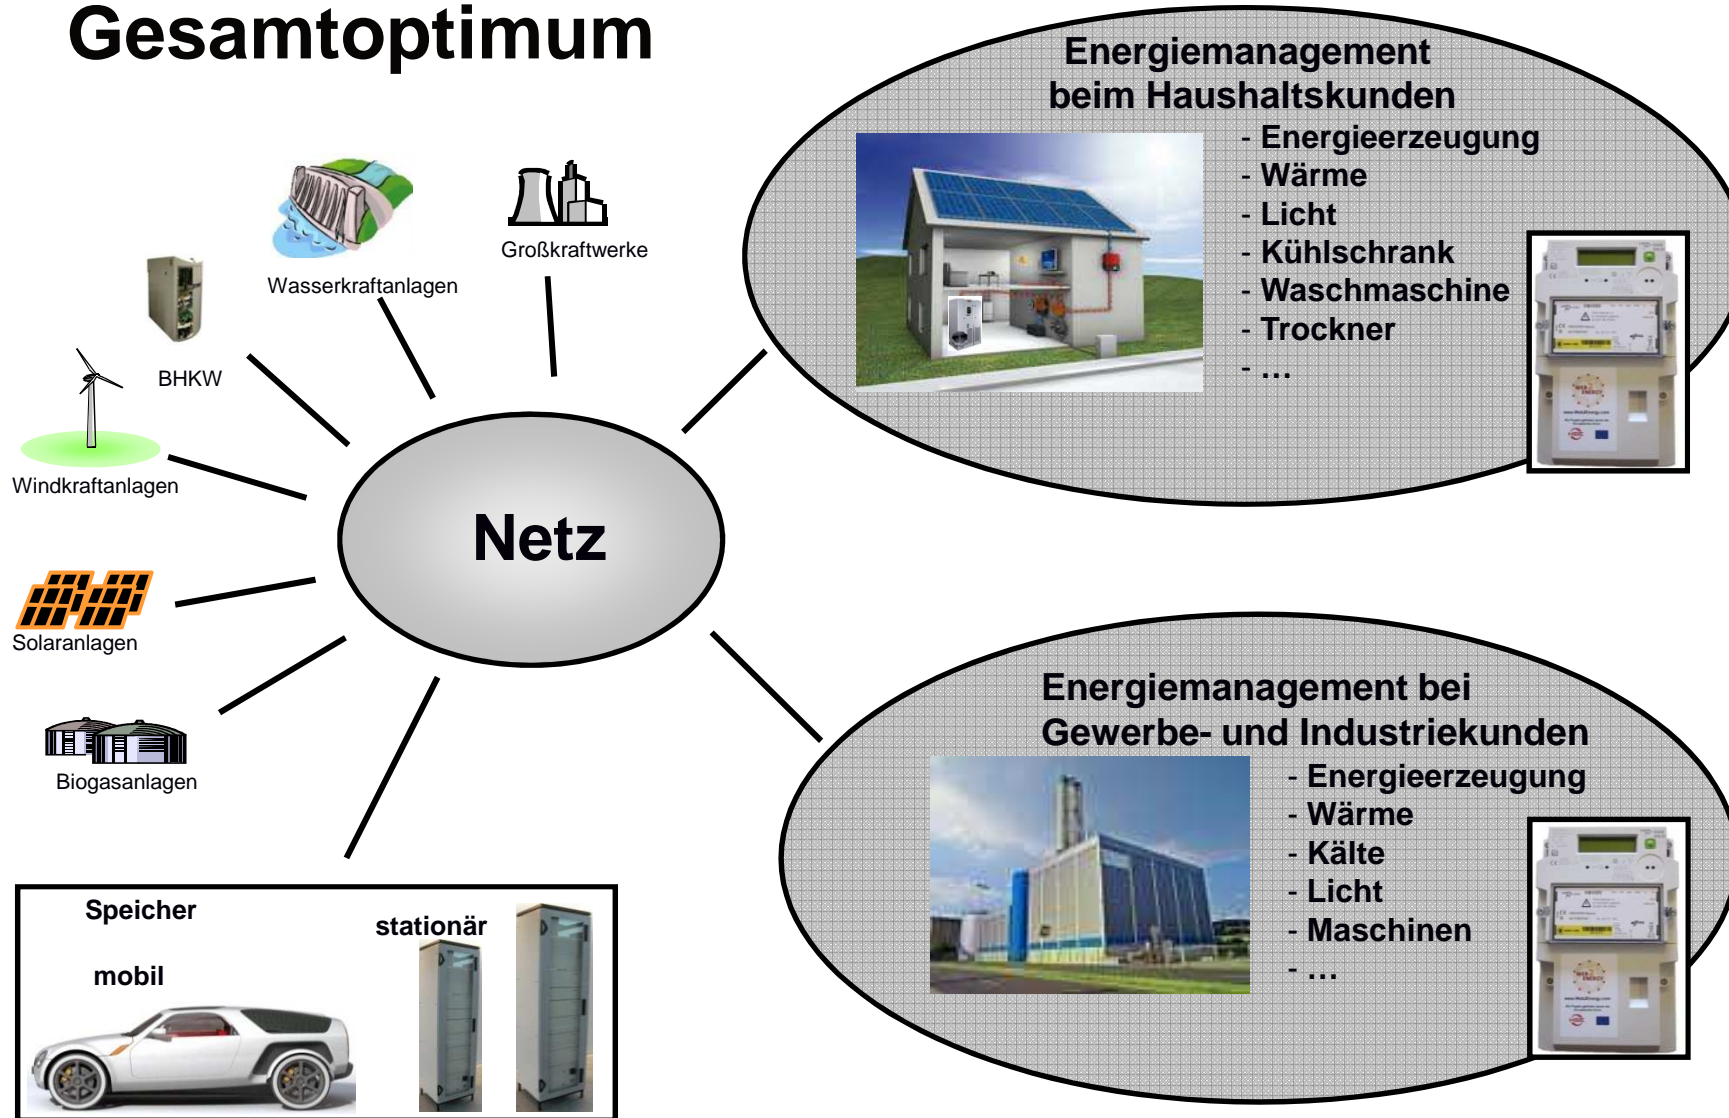 Gesamtoptimum
Energiemanagement
beim Haushaltskunden
- Energieerzeugung
- Wärme
- Licht
- Kühlschrank
- Waschmaschine
- Trockner
- ...
Großkraftwerke
Wasserkraftanlagen
BHKW
Windkraftanlagen
Netz
Solaranlagen
Biogasanlagen
Energiemanagement bei
Gewerbe- und Industriekunden
- Energieerzeugung
- Wärme
- Kälte
- Licht
- Maschinen
- ...
Speicher
stationär
mobil